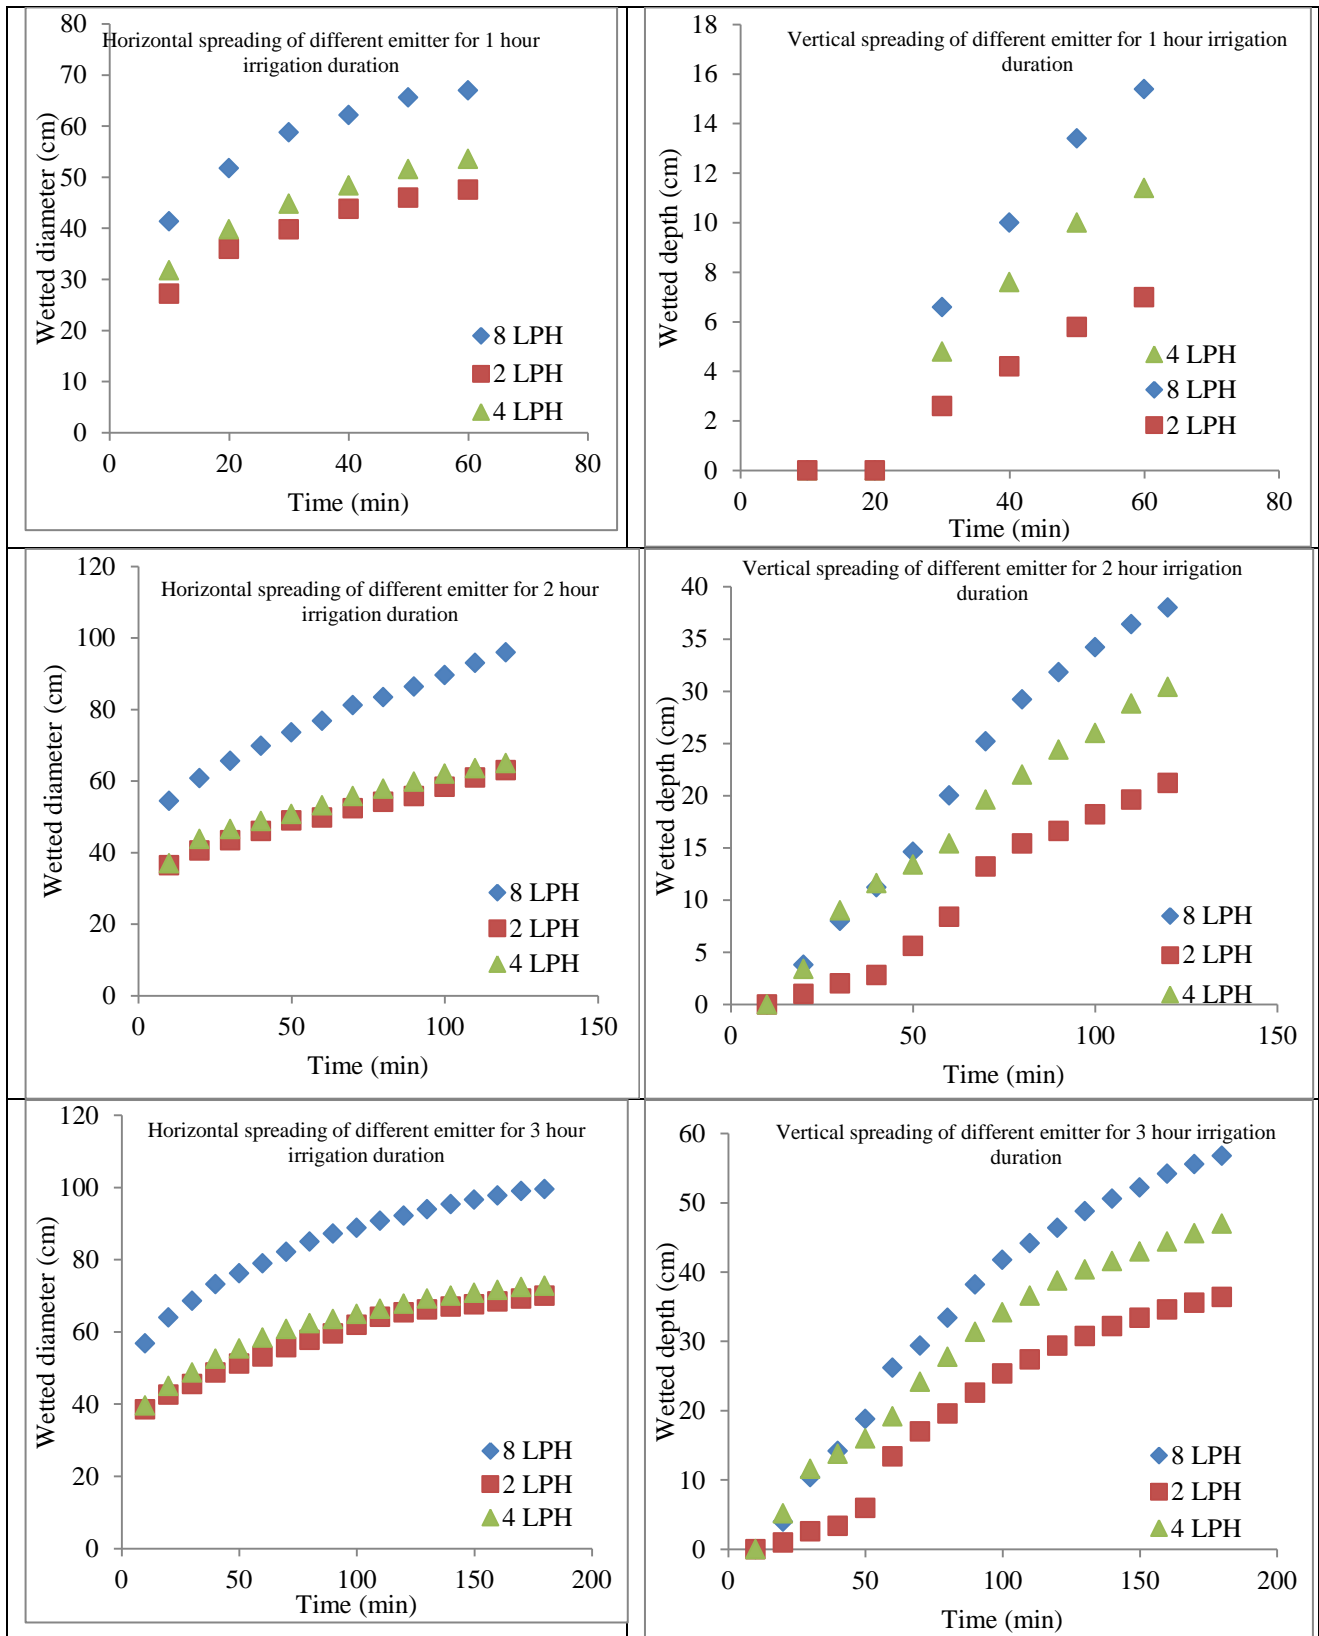 Horizontal spreading of different emitter for 1 hour
irrigation duration
Wetted diameter (cm)
80
70
60
50
40
30
20
10
0
8 LPH
2 LPH
4 LPH
0 20 40 60 80
Time (min)
Vertical spreading of different emitter for 1 hour irrigation
duration
Wetted depth (cm)
18
16
14
12
10
8
6
4
2
0
4 LPH
8 LPH
2 LPH
0 20 40 60 80
Time (min)
Horizontal spreading of different emitter for 2 hour
irrigation duration
Wetted diameter (cm)
120
100
80
60
40
20
0
8 LPH
2 LPH
4 LPH
0 50 100 150
Time (min)
Vertical spreading of different emitter for 2 hour irrigation
duration
Wetted depth (cm)
40
35
30
25
20
15
10
5
0
8 LPH
2 LPH
4 LPH
0 50 100 150
Time (min)
Horizontal spreading of different emitter for 3 hour
irrigation duration
Wetted diameter (cm)
120
100
80
60
40
20
0
8 LPH
2 LPH
4 LPH
0 50 100 150 200
Time (min)
Vertical spreading of different emitter for 3 hour irrigation
duration
Wetted depth (cm)
60
50
40
30
20
10
0
8 LPH
2 LPH
4 LPH
0 50 100 150 200
Time (min)